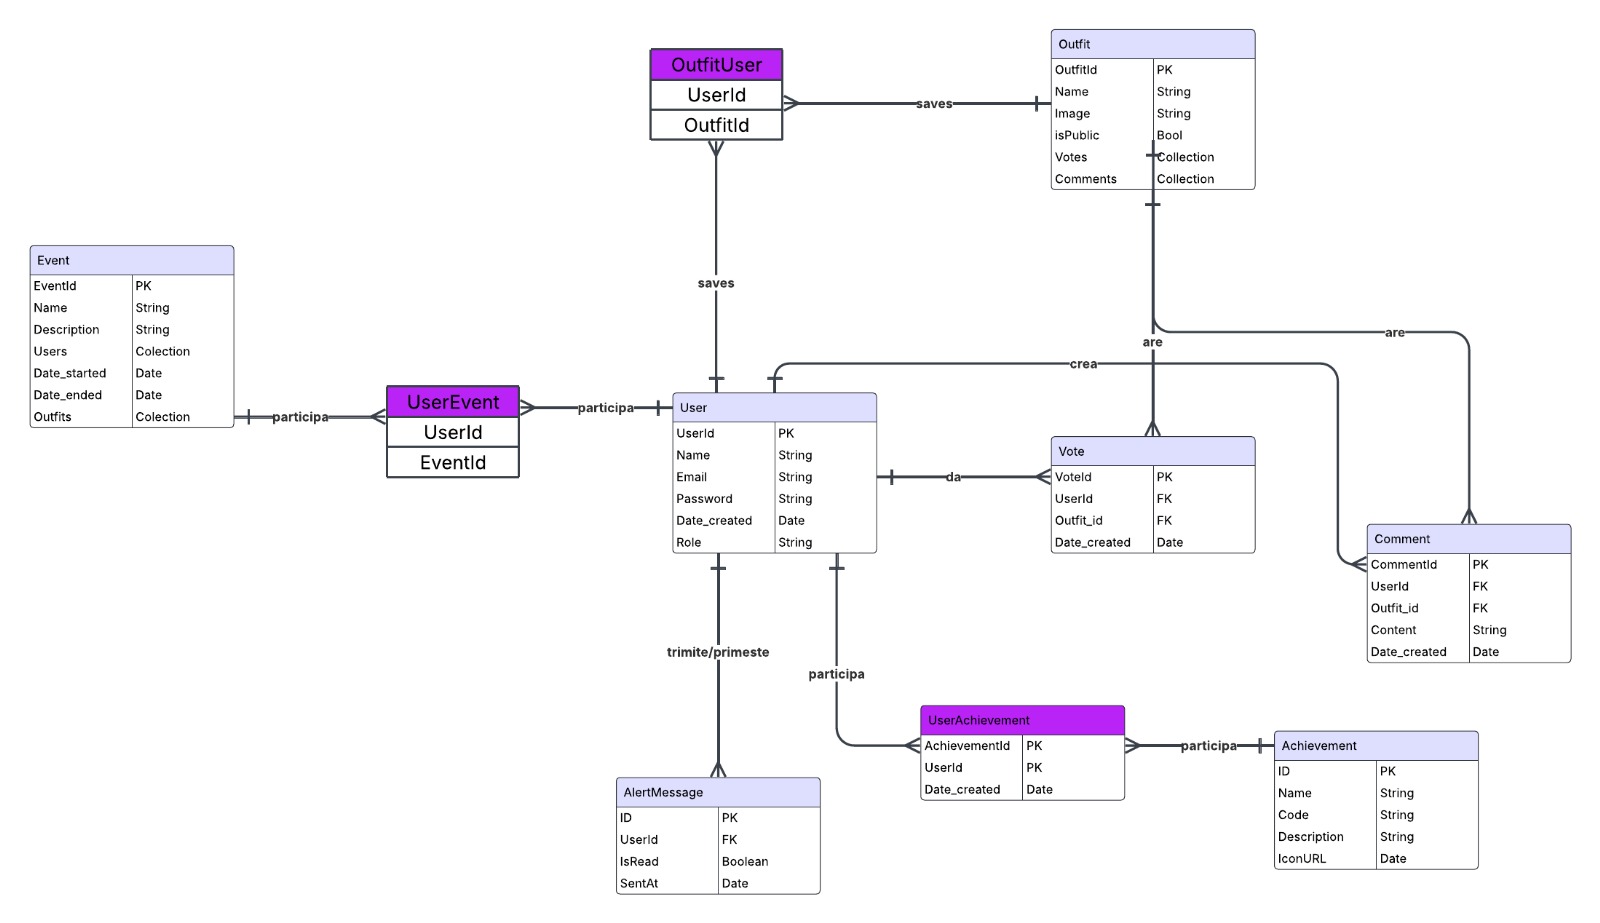 OutfitUser
UserId
OutfitId
saves
Outfit
OutfitId PK
Name String
Image String
isPublic Bool
Votes Collection
Comments Collection
saves
Event
EventId PK
Name String
Description String
Users Colection
Date_started Date
Date_ended Date
Outfits Colection
participa
UserEvent
UserId
EventId
participa
are
are
crea
User
UserId PK
Name String
Email String
Password String
Date_created Date
Role String
da
Vote
VoteId PK
UserId FK
Outfit_id FK
Date_created Date
Comment
CommentId PK
UserId FK
Outfit_id FK
Content String
Date_created Date
trimite/primeste
participa
UserAchievement
AchievementId PK
UserId PK
Date_created Date
participa
Achievement
ID PK
Name String
Code String
Description String
IconURL Date
AlertMessage
ID PK
UserId FK
IsRead Boolean
SentAt Date